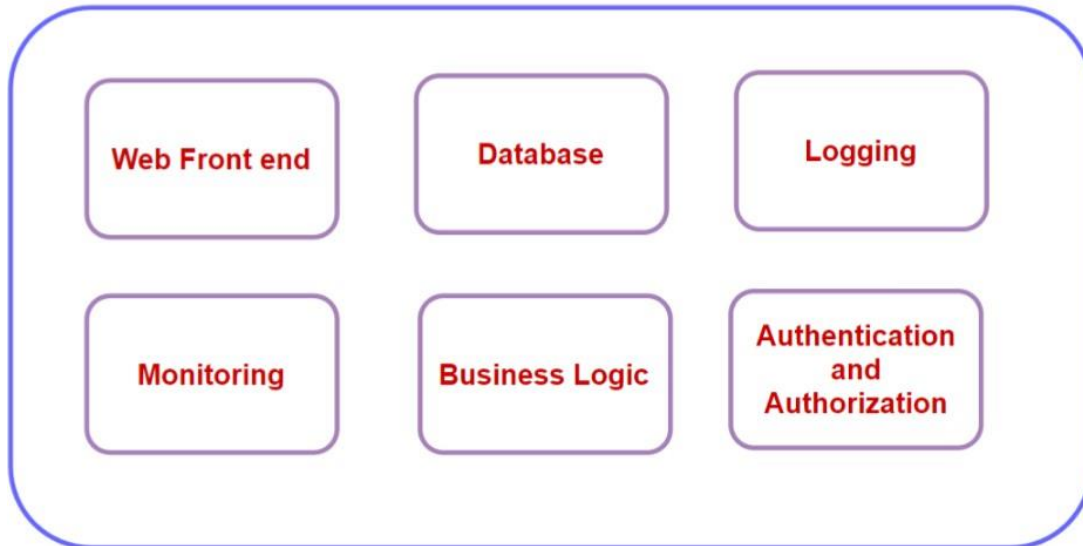 Web Front end
Database
Logging
Monitoring
Business Logic
Authentication
and
Authorization